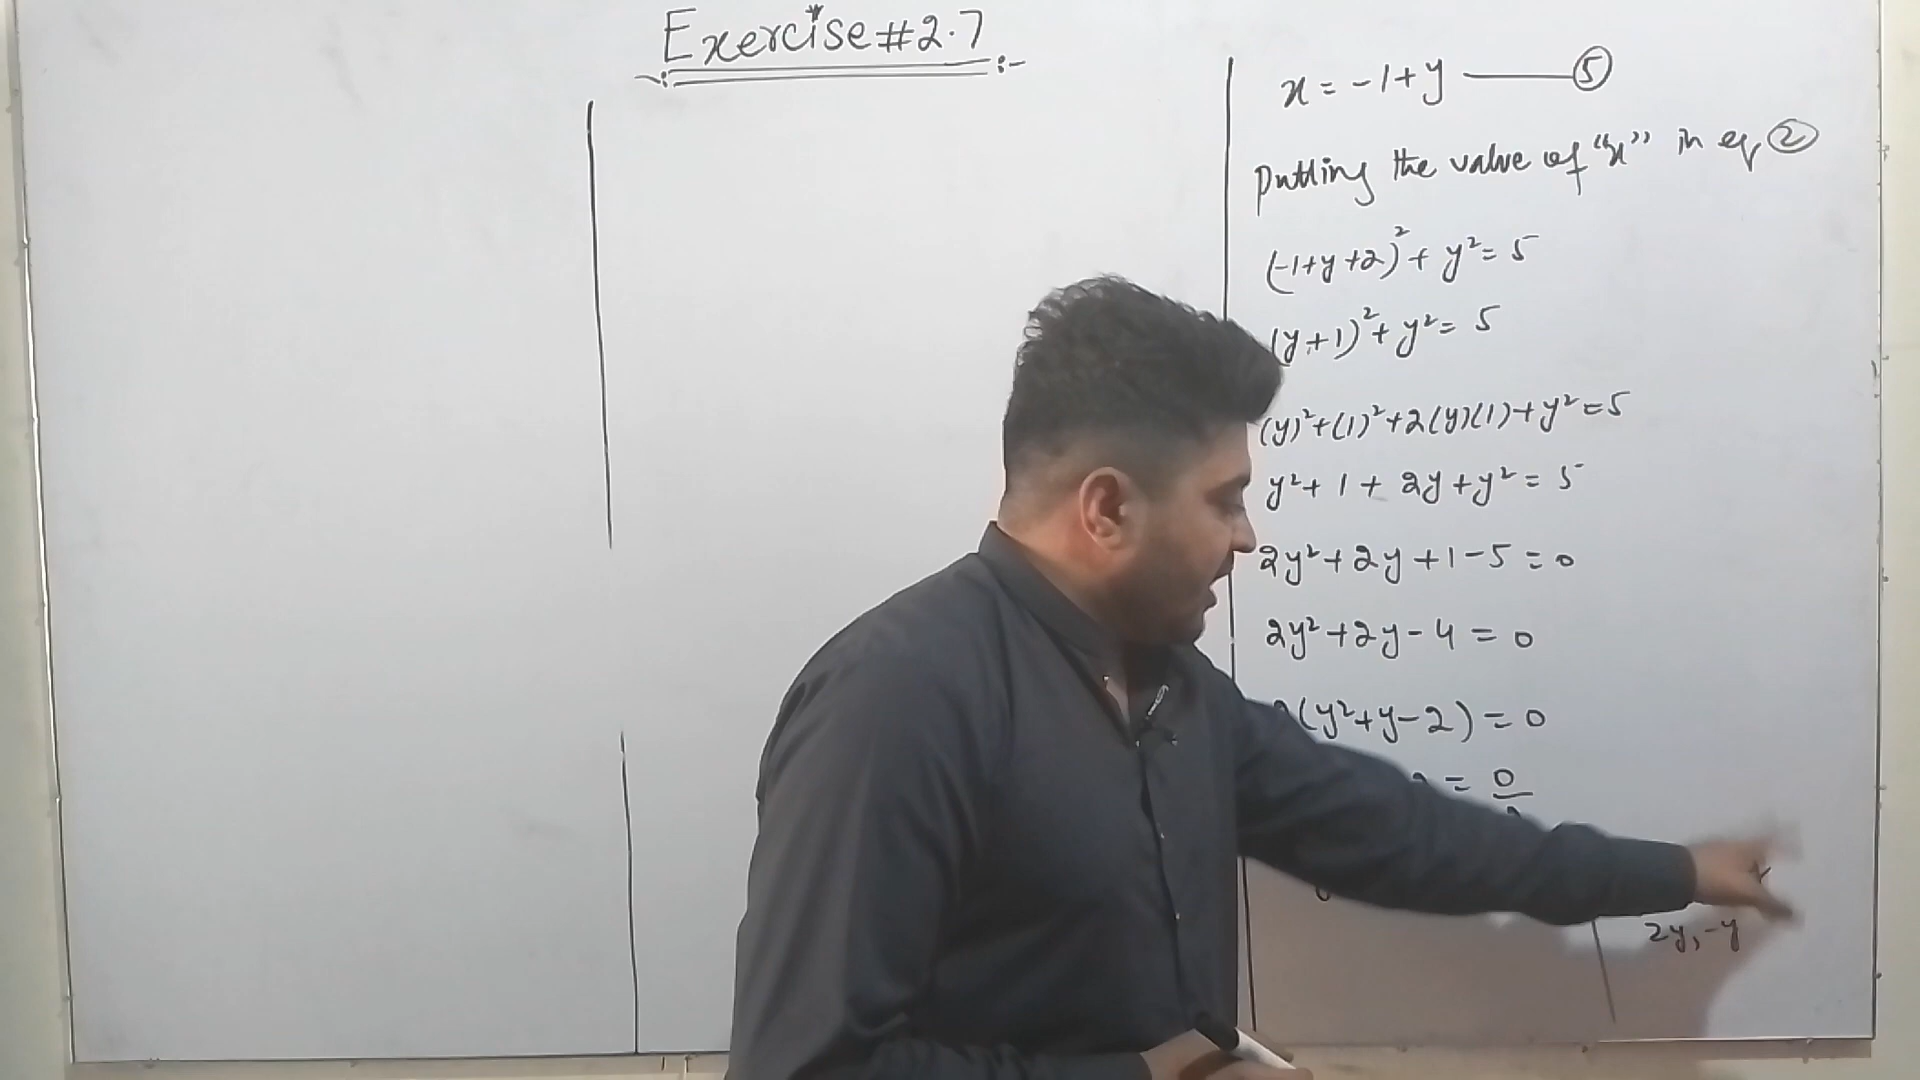 Exercise#2.7
x = -1+y ⑤
putting the value of "x" in eq ②
(-1+y+2)²+ y²= 5
(y+1)²+ y²= 5
(y)²+(1)²+2(y)(1)+y²=5
y²+ 1 + 2y+y² = 5
2y²+2y+1-5=0
2y²+2y-4=0
(y²+y-2)=0
= 0
2y, -y